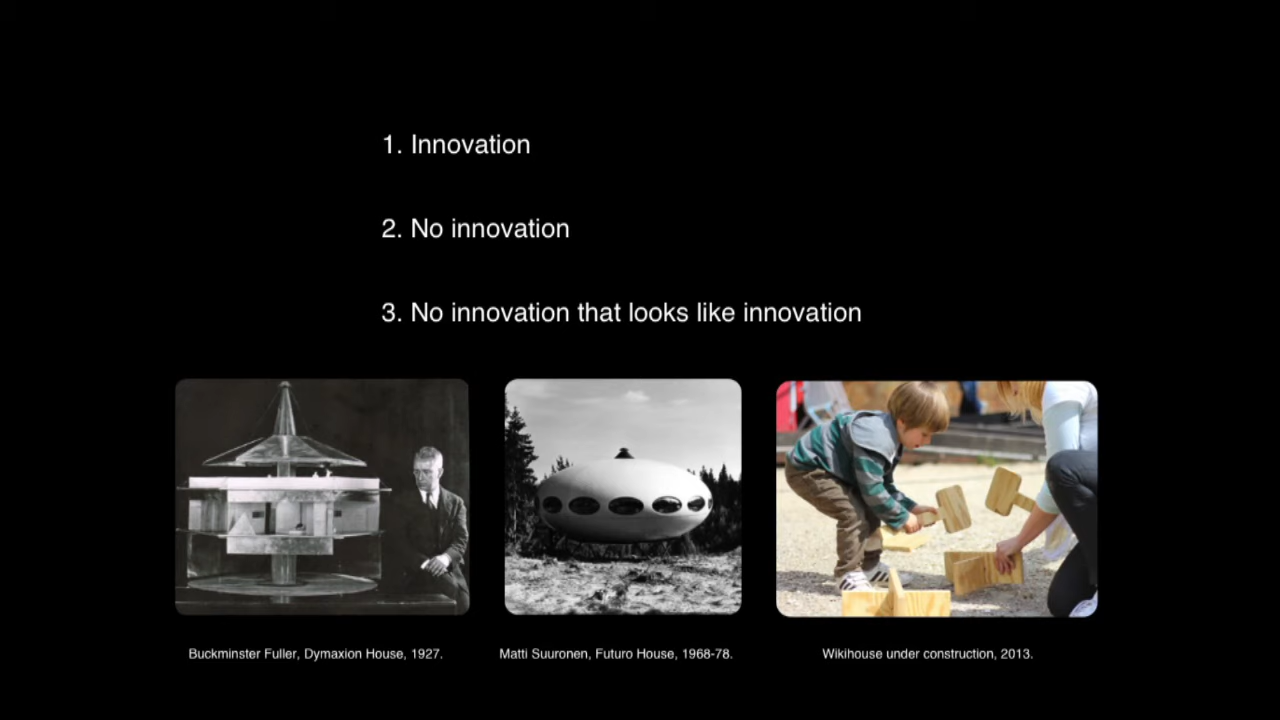 1. Innovation
2. No innovation
3. No innovation that looks like innovation
Buckminster Fuller, Dymaxion House, 1927.
Matti Suuronen, Futuro House, 1968-78.
Wikihouse under construction, 2013.